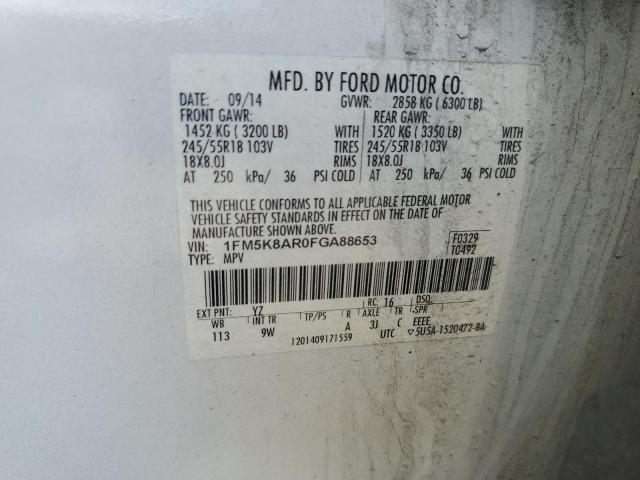 MFD. BY FORD MOTOR CO.
DATE: 09/14 GVWR: 2858 KG ( 6300 LB)
FRONT GAWR: REAR GAWR:
1452 KG ( 3200 LB) WITH 1520 KG ( 3350 LB) WITH
245/55R18 103V TIRES 245/55R18 103V TIRES
18X8.0J RIMS 18X8.0J RIMS
AT 250 kPa/ 36 PSI COLD AT 250 kPa/ 36 PSI COLD
THIS VEHICLE CONFORMS TO ALL APPLICABLE FEDERAL MOTOR
VEHICLE SAFETY STANDARDS IN EFFECT ON THE DATE OF
MANUFACTURE SHOWN ABOVE.
VIN: 1FM5K8AR0FGA88653 F0329
TYPE: MPV T0492
EXT PNT: YZ RC: 16 DSO:
WB INT TR TP/PS R AXLE TR SPR
113 9W A 3J C EEEE
1201409171559 UTC ▽5U5A-1520472-BA